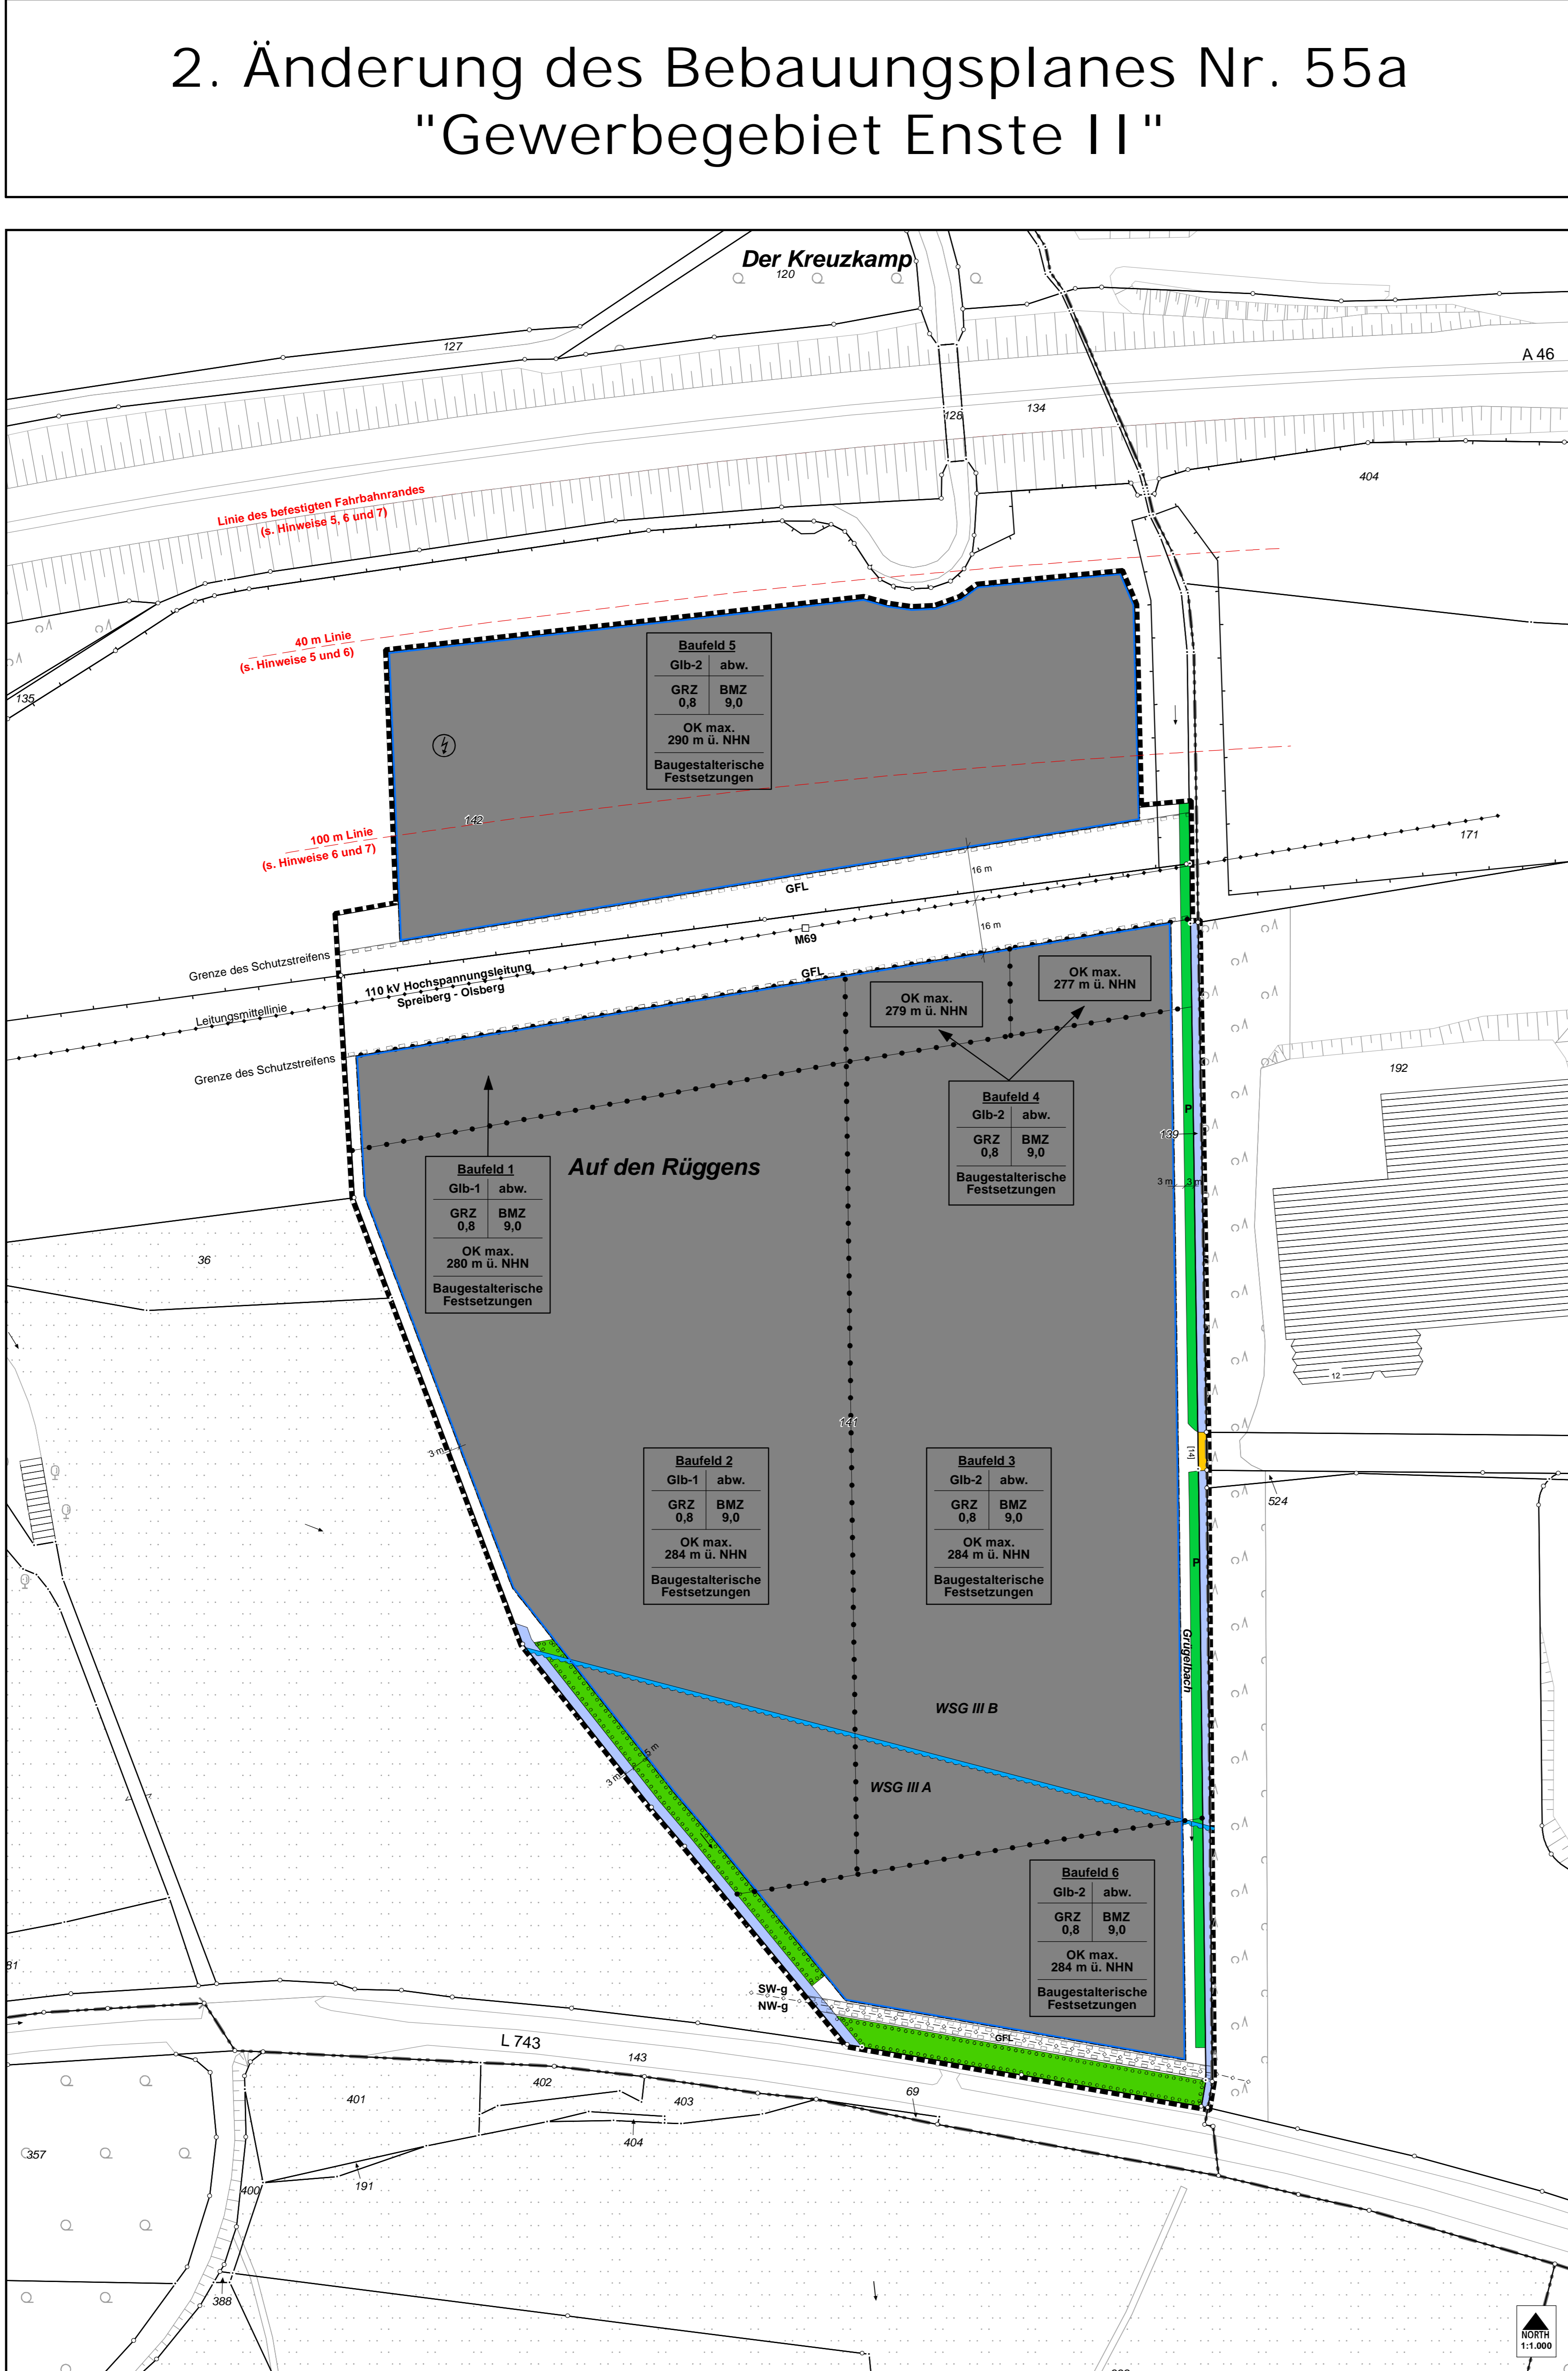 2. Änderung des Bebauungsplanes Nr. 55a
"Gewerbegebiet Enste II"
Der Kreuzkamp
120
127
A 46
128
134
404
Linie des befestigten Fahrbahnrandes
(s. Hinweise 5, 6 und 7)
40 m Linie
(s. Hinweise 5 und 6)
135
Baufeld 5
GIb-2 abw.
GRZ BMZ
0,8 9,0
OK max.
290 m ü. NHN
Baugestalterische
Festsetzungen
142
100 m Linie
(s. Hinweise 6 und 7)
171
16 m
GFL
16 m
M69
Grenze des Schutzstreifens
110 kV Hochspannungsleitung
Spreiberg - Olsberg
GFL
Leitungsmittellinie
Grenze des Schutzstreifens
OK max.
277 m ü. NHN
OK max.
279 m ü. NHN
192
Baufeld 4
GIb-2 abw.
GRZ BMZ
0,8 9,0
Baugestalterische
Festsetzungen
P
139
3 m 3 m
Auf den Rüggens
Baufeld 1
GIb-1 abw.
GRZ BMZ
0,8 9,0
OK max.
280 m ü. NHN
Baugestalterische
Festsetzungen
36
12
141
3 m
[14]
524
Baufeld 2
GIb-1 abw.
GRZ BMZ
0,8 9,0
OK max.
284 m ü. NHN
Baugestalterische
Festsetzungen
Baufeld 3
GIb-2 abw.
GRZ BMZ
0,8 9,0
OK max.
284 m ü. NHN
Baugestalterische
Festsetzungen
P
Grügelbach
WSG III B
WSG III A
5 m
3 m
Baufeld 6
GIb-2 abw.
GRZ BMZ
0,8 9,0
OK max.
284 m ü. NHN
Baugestalterische
Festsetzungen
81
SW-g
NW-g
GFL
L 743
143
402
401
403
69
404
357
191
400
388
NORTH
1:1.000